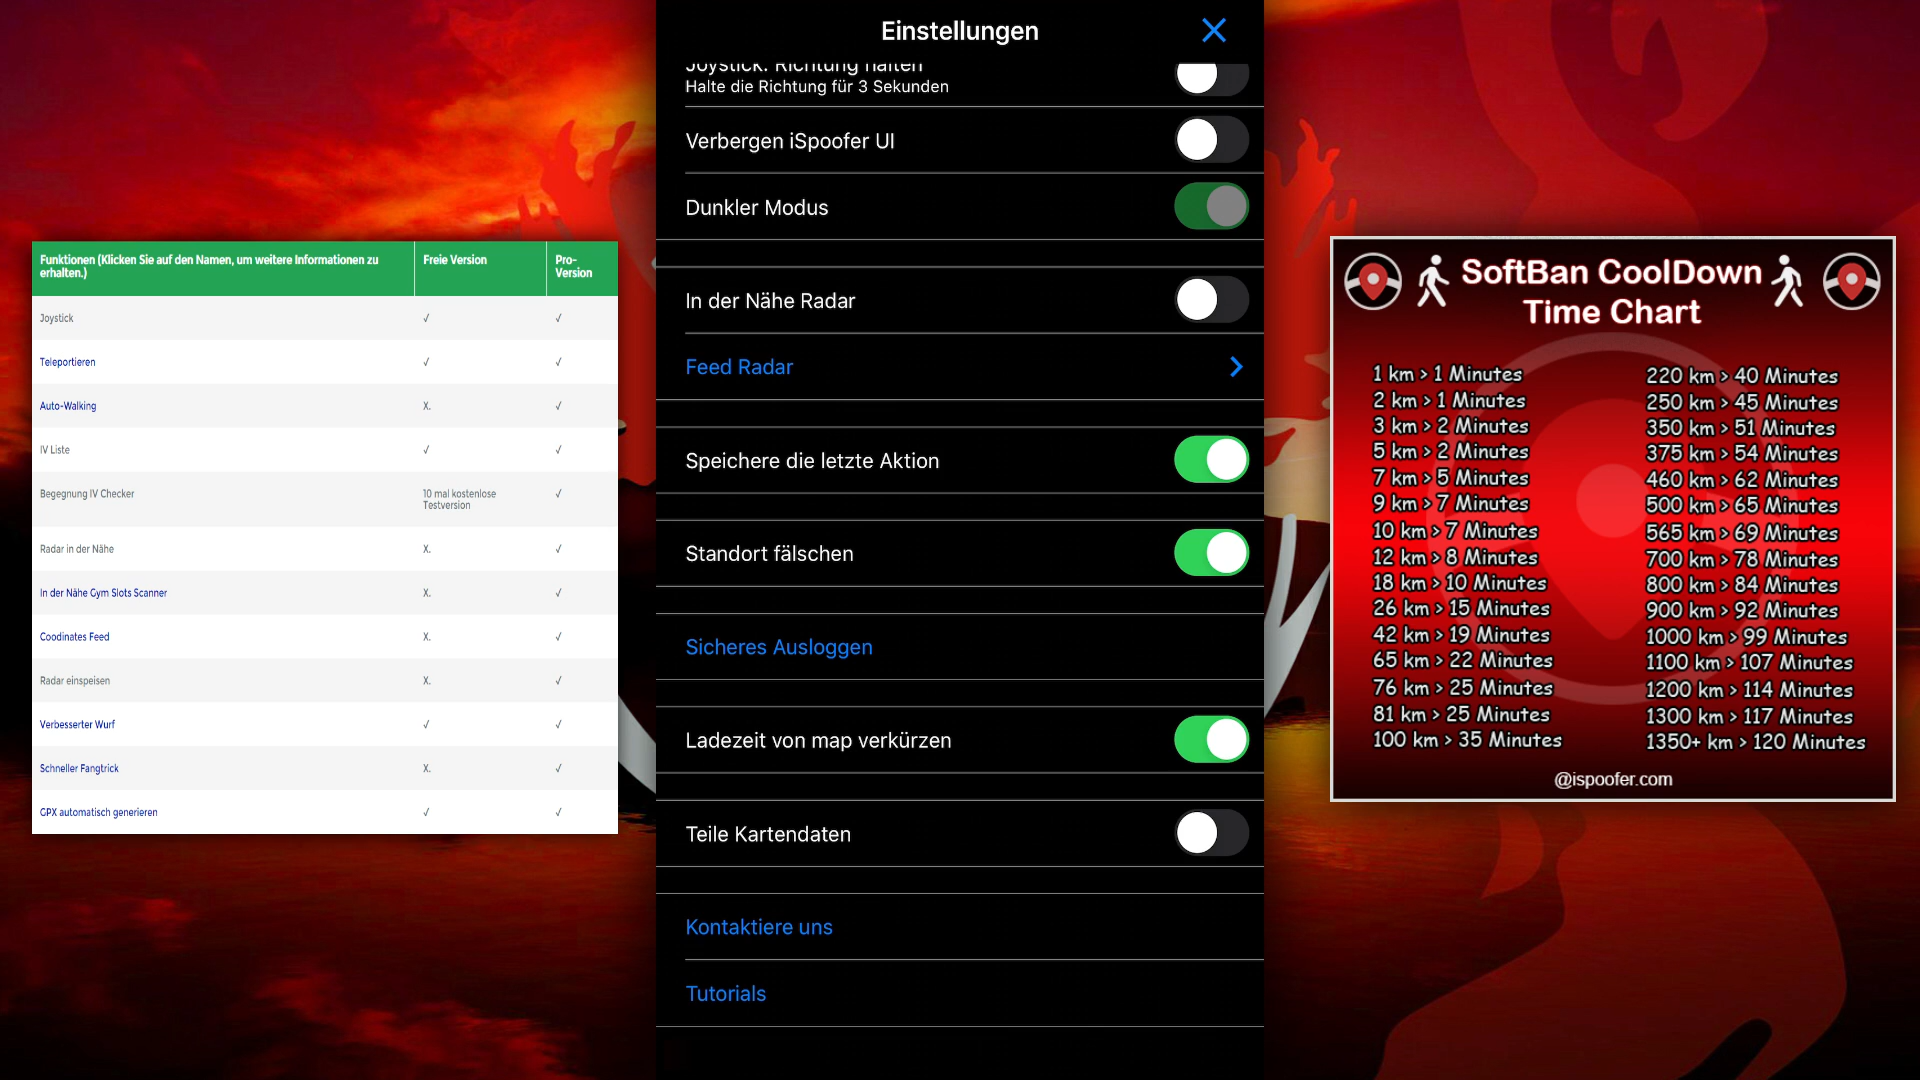 Funktionen (Klicken Sie auf den Namen, um weitere Informationen zu erhalten.) Freie Version Pro-Version
Joystick √ √
Teleportieren √ √
Auto-Walking X. √
IV Liste √ √
Begegnung IV Checker 10 mal kostenlose Testversion √
Radar in der Nähe X. √
In der Nähe Gym Slots Scanner X. √
Coodinates Feed X. √
Radar einspeisen X. √
Verbesserter Wurf √ √
Schneller Fangtrick X. √
GPX automatisch generieren √ √
Einstellungen
Joystick: Richtung halten
Halte die Richtung für 3 Sekunden
Verbergen iSpoofer UI
Dunkler Modus
In der Nähe Radar
Feed Radar
Speichere die letzte Aktion
Standort fälschen
Sicheres Ausloggen
Ladezeit von map verkürzen
Teile Kartendaten
Kontaktiere uns
Tutorials
SoftBan CoolDown
Time Chart
1 km > 1 Minutes
2 km > 1 Minutes
3 km > 2 Minutes
5 km > 2 Minutes
7 km > 5 Minutes
9 km > 7 Minutes
10 km > 7 Minutes
12 km > 8 Minutes
18 km > 10 Minutes
26 km > 15 Minutes
42 km > 19 Minutes
65 km > 22 Minutes
76 km > 25 Minutes
81 km > 25 Minutes
100 km > 35 Minutes
220 km > 40 Minutes
250 km > 45 Minutes
350 km > 51 Minutes
375 km > 54 Minutes
460 km > 62 Minutes
500 km > 65 Minutes
565 km > 69 Minutes
700 km > 78 Minutes
800 km > 84 Minutes
900 km > 92 Minutes
1000 km > 99 Minutes
1100 km > 107 Minutes
1200 km > 114 Minutes
1300 km > 117 Minutes
1350+ km > 120 Minutes
@ispoofer.com